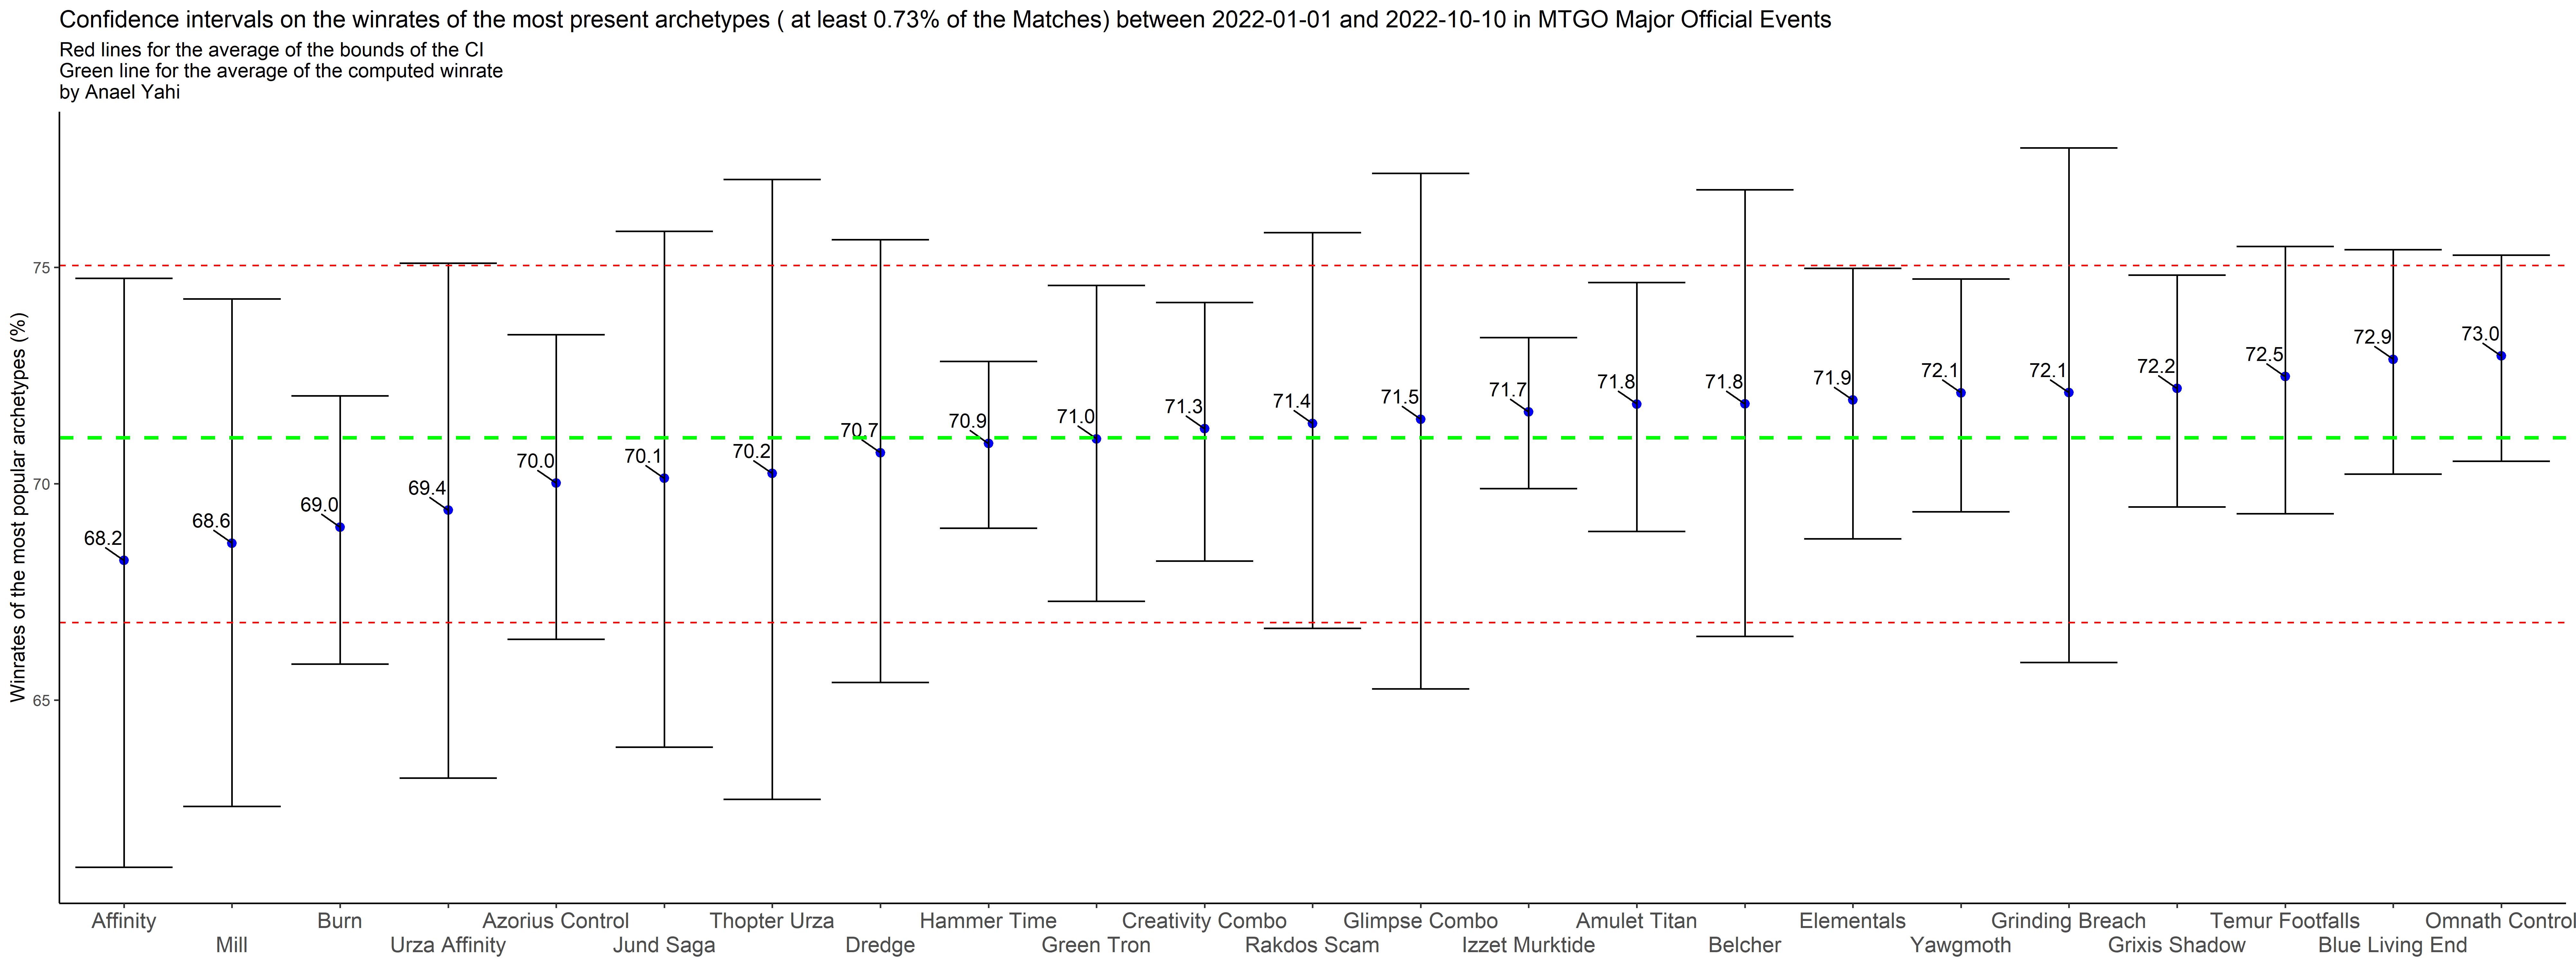 Confidence intervals on the winrates of the most present archetypes ( at least 0.73% of the Matches) between 2022-01-01 and 2022-10-10 in MTGO Major Official Events
Red lines for the average of the bounds of the CI
Green line for the average of the computed winrate
by Anael Yahi
Winrates of the most popular archetypes (%)
75
70
65
68.2
68.6
69.0
69.4
70.0
70.1
70.2
70.7
70.9
71.0
71.3
71.4
71.5
71.7
71.8
71.8
71.9
72.1
72.1
72.2
72.5
72.9
73.0
Affinity
Mill
Burn
Urza Affinity
Azorius Control
Jund Saga
Thopter Urza
Dredge
Hammer Time
Green Tron
Creativity Combo
Rakdos Scam
Glimpse Combo
Izzet Murktide
Amulet Titan
Belcher
Elementals
Yawgmoth
Grinding Breach
Grixis Shadow
Temur Footfalls
Blue Living End
Omnath Control